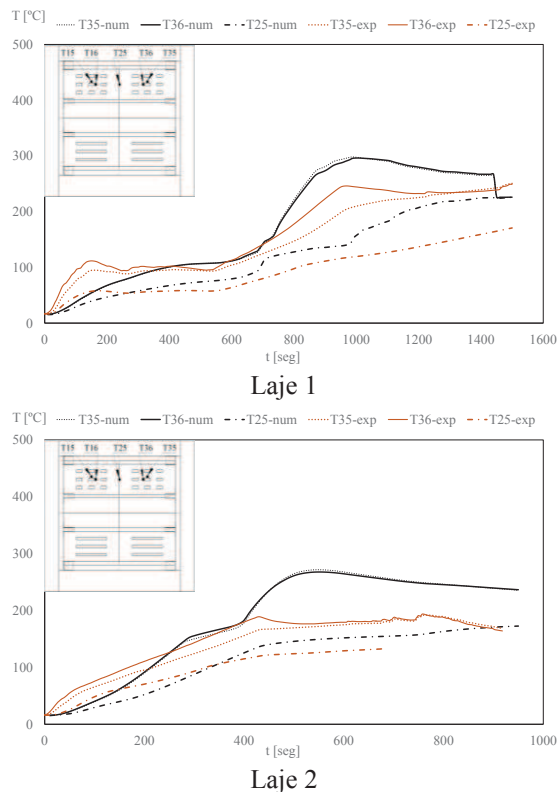 T [ºC] T35-num T36-num T25-num T35-exp T36-exp T25-exp
500
T15 T16 T25 T36 T35
400
300
200
100
0
0 200 400 600 800 1000 1200 1400 1600
t [seg]
Laje 1
T [ºC] T35-num T36-num T25-num T35-exp T36-exp T25-exp
500
T15 T16 T25 T36 T35
400
300
200
100
0
0 200 400 600 800 1000
t [seg]
Laje 2